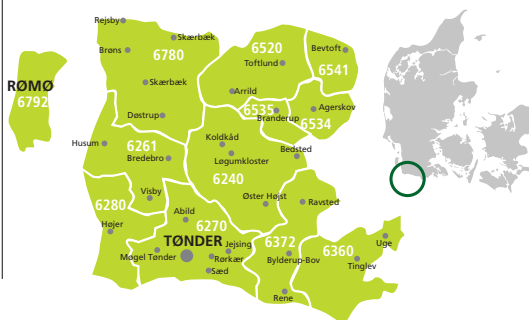 Rejsby
Skærbæk
Brøns
6780
6520
Bevtoft
Toftlund
6541
RØMØ
6792
Skærbæk
Arrild
6535
Agerskov
Døstrup
Branderup
6534
Husum
6261
Koldkåd
Bredebro
Løgumkloster
Bedsted
6240
Visby
6280
Øster Højst
Ravsted
Højer
Abild
6270
TØNDER
Jejsing
6372
6360
Uge
Møgel Tønder
Rørkær
Bylderup-Bov
Tinglev
Sæd
Rene